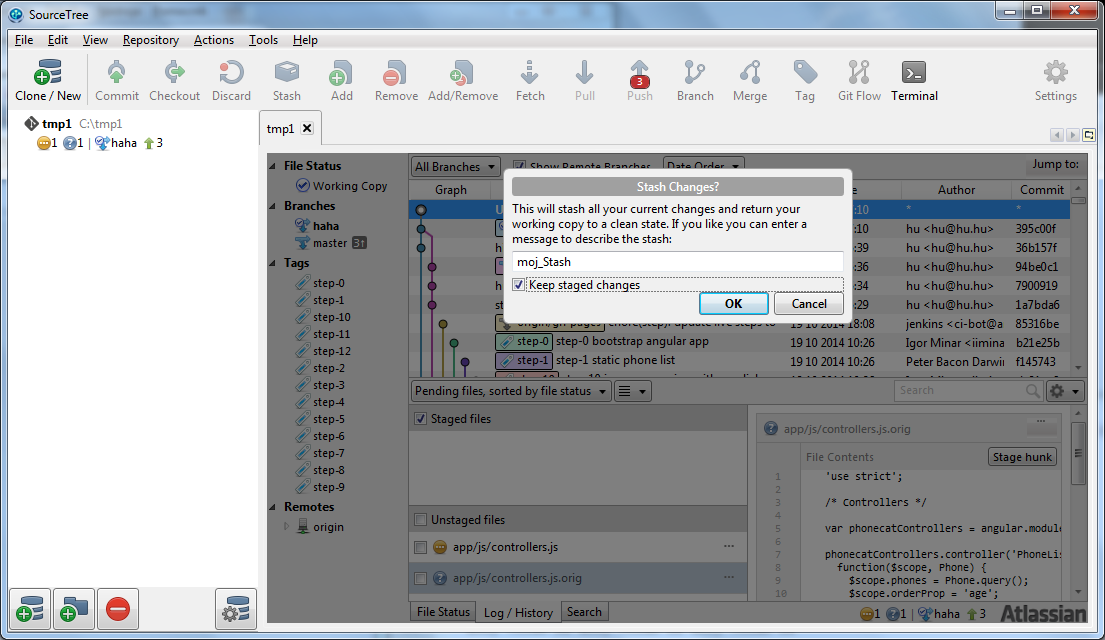 SourceTree
File Edit View Repository Actions Tools Help
Clone / New Commit Checkout Discard Stash Add Remove Add/Remove Fetch Pull Push Branch Merge Tag Git Flow Terminal Settings
3
tmp1 C:\tmp1
1 1 | haha 3
tmp1
File Status
Working Copy
Branches
haha
master 3↑
Tags
step-0
step-1
step-10
step-11
step-12
step-2
step-3
step-4
step-5
step-6
step-7
step-8
step-9
Remotes
origin
All Branches Show Remote Branches Date Order Jump to:
Graph Author Commit
:10 * *
:10 hu <hu@hu.hu> 395c00f
:39 hu <hu@hu.hu> 36b157f
:36 hu <hu@hu.hu> 94be0c1
:34 hu <hu@hu.hu> 7900919
:29 hu <hu@hu.hu> 1a7bda6
origin/gh-pages chore(step): update live steps to 19 10 2014 18:08 jenkins <ci-bot@a 85316be
step-0 step-0 bootstrap angular app 19 10 2014 10:26 Igor Minar <iimina b21e25b
step-1 step-1 static phone list 19 10 2014 10:26 Peter Bacon Darwin f145743
Stash Changes?
This will stash all your current changes and return your
working copy to a clean state. If you like you can enter a
message to describe the stash:
moj_Stash
Keep staged changes
OK Cancel
Pending files, sorted by file status Search
Staged files
Unstaged files
app/js/controllers.js ...
app/js/controllers.js.orig ...
app/js/controllers.js.orig ...
File Contents Stage hunk
1 'use strict';
2
3 /* Controllers */
4
5 var phonecatControllers = angular.module
6
7 phonecatControllers.controller('PhoneLis
8 function($scope, Phone) {
9 $scope.phones = Phone.query();
10 $scope.orderProp = 'age';
File Status Log / History Search
1 1 | haha 3 Atlassian